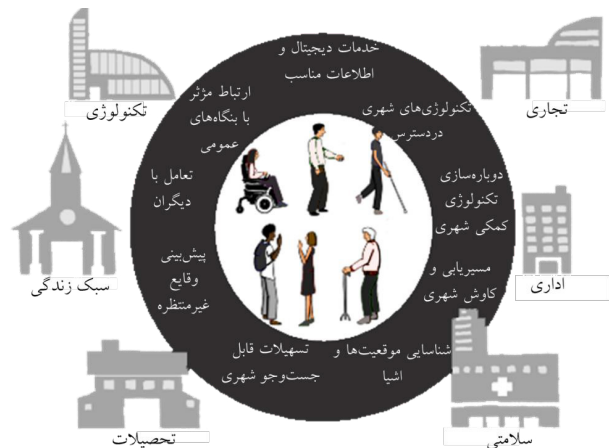 خدمات دیجیتال و
اطلاعات مناسب
تکنولوژی‌های شهری
دردسترس
دوباره‌سازی
تکنولوژی
کمکی شهری
مسیریابی و
کاوش شهری
شناسایی موقعیت‌ها و
اشیا
تسهیلات قابل
جست‌وجو شهری
پیش‌بینی
وقایع
غیرمنتظره
تعامل با
دیگران
ارتباط مؤثر
با بنگاه‌های
عمومی
تجاری
اداری
سلامتی
تحصیلات
سبک زندگی
تکنولوژی